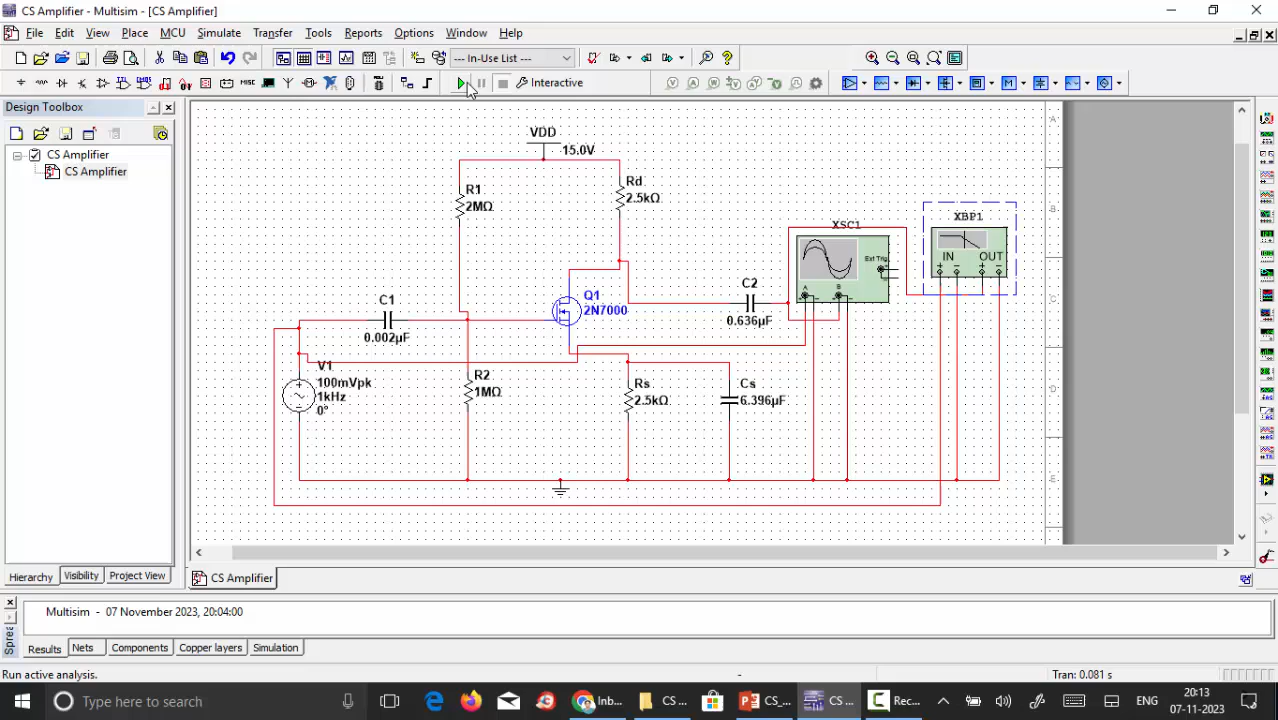 CS Amplifier - Multisim - [CS Amplifier]
File Edit View Place MCU Simulate Transfer Tools Reports Options Window Help
--- In-Use List ---
Interactive
Design Toolbox
CS Amplifier
CS Amplifier
VDD
15.0V
R1
2MΩ
Rd
2.5kΩ
XSC1
Ext Trig
A
B
XBP1
IN OUT
C2
0.636µF
Q1
2N7000
C1
0.002µF
V1
100mVpk
1kHz
0°
R2
1MΩ
Rs
2.5kΩ
Cs
6.396µF
A
B
C
D
E
Hierarchy Visibility Project View
CS Amplifier
Multisim - 07 November 2023, 20:04:00
Spre
Results Nets Components Copper layers Simulation
Run active analysis.
-
Tran: 0.081 s
Type here to search
Inb...
CS ...
CS_...
CS ...
Rec...
ENG
20:13
07-11-2023